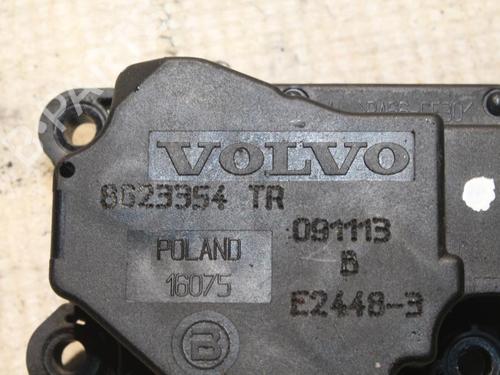 VOLVO
8623354 TR
091113
POLAND
B
16075
E2448-3
B